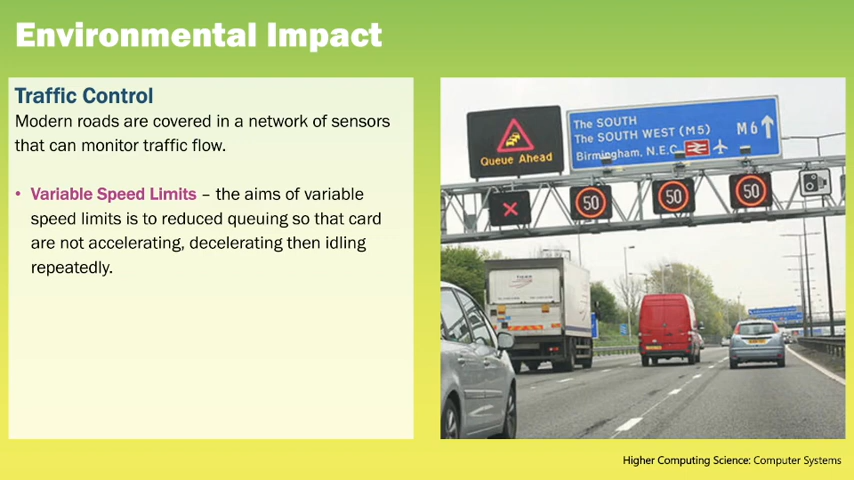 Environmental Impact
Traffic Control
Modern roads are covered in a network of sensors
that can monitor traffic flow.
• Variable Speed Limits – the aims of variable
speed limits is to reduced queuing so that card
are not accelerating, decelerating then idling
repeatedly.
Queue Ahead
The SOUTH
The SOUTH WEST (M5)
Birmingham, N.E.C.
M6
50
50
50
Higher Computing Science: Computer Systems